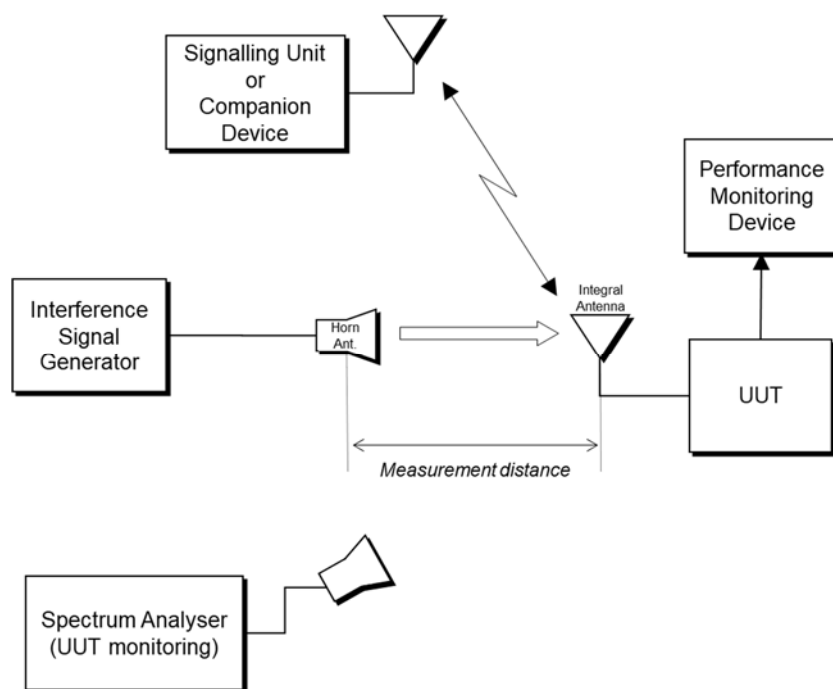 Signalling Unit
or
Companion
Device
Performance
Monitoring
Device
Interference
Signal
Generator
Horn
Ant.
Integral
Antenna
UUT
Measurement distance
Spectrum Analyser
(UUT monitoring)